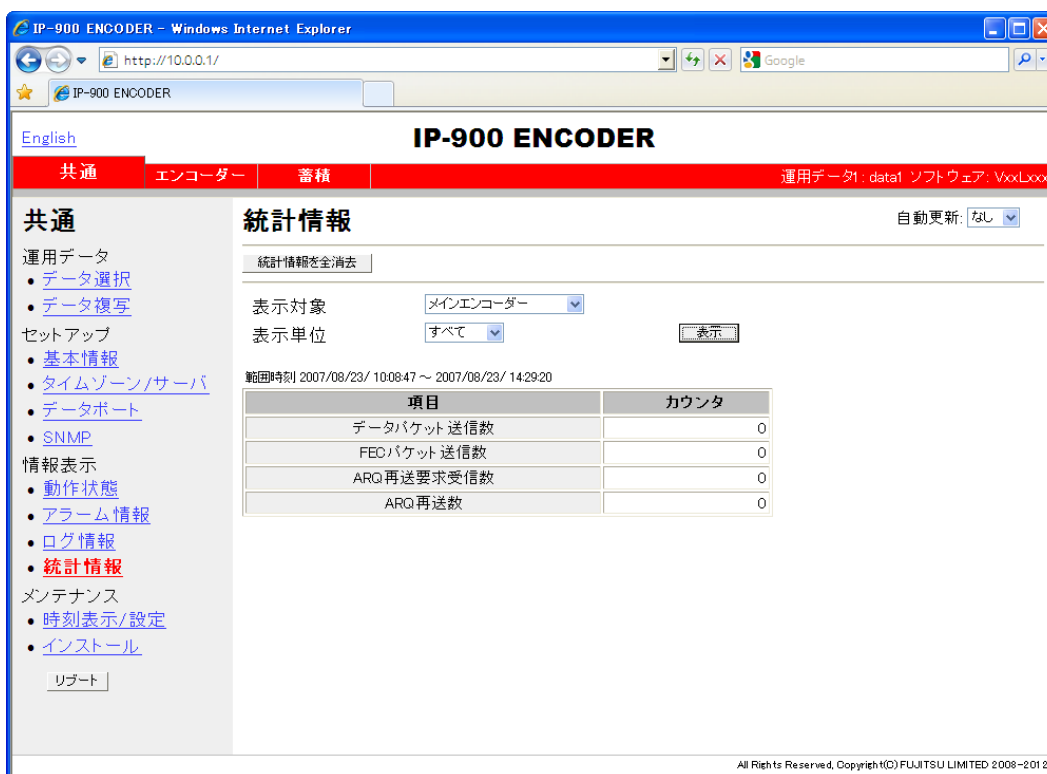 IP-900 ENCODER - Windows Internet Explorer
http://10.0.0.1/
Google
IP-900 ENCODER
English
IP-900 ENCODER
共通 エンコーダー 蓄積 運用データ1 : data1 ソフトウェア: VxxLxxx
共通
運用データ
データ選択
データ複写
セットアップ
基本情報
タイムゾーン/サーバ
データポート
SNMP
情報表示
動作状態
アラーム情報
ログ情報
統計情報
メンテナンス
時刻表示/設定
インストール
リブート
統計情報 自動更新: なし
統計情報を全消去
表示対象 メインエンコーダー
表示単位 すべて 表示
範囲時刻 2007/08/23/ 10:08:47 ～ 2007/08/23/ 14:29:20
項目 カウンタ
データパケット送信数 0
FECパケット送信数 0
ARQ再送要求受信数 0
ARQ再送数 0
All Rights Reserved, Copyright(C) FUJITSU LIMITED 2008-2012